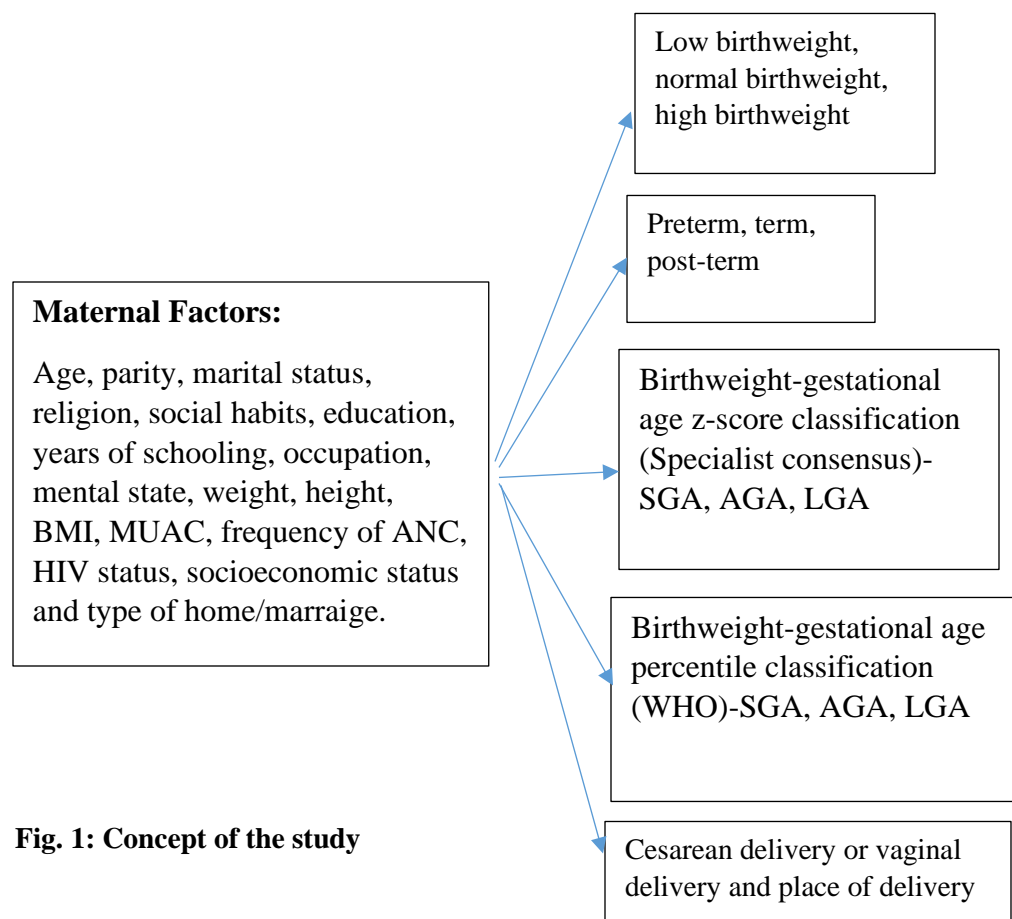 Low birthweight,
normal birthweight,
high birthweight
Preterm, term,
post-term
Maternal Factors:
Age, parity, marital status,
religion, social habits, education,
years of schooling, occupation,
mental state, weight, height,
BMI, MUAC, frequency of ANC,
HIV status, socioeconomic status
and type of home/marraige.
Birthweight-gestational
age z-score classification
(Specialist consensus)-
SGA, AGA, LGA
Birthweight-gestational age
percentile classification
(WHO)-SGA, AGA, LGA
Cesarean delivery or vaginal
delivery and place of delivery
Fig. 1: Concept of the study